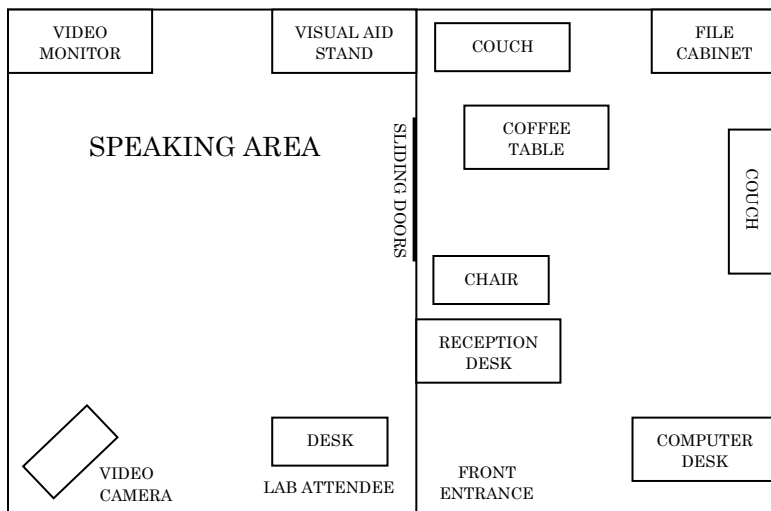 VIDEO
MONITOR
VISUAL AID
STAND
SPEAKING AREA
SLIDING DOORS
DESK
LAB ATTENDEE
VIDEO
CAMERA
COUCH
FILE
CABINET
COFFEE
TABLE
COUCH
CHAIR
RECEPTION
DESK
COMPUTER
DESK
FRONT
ENTRANCE